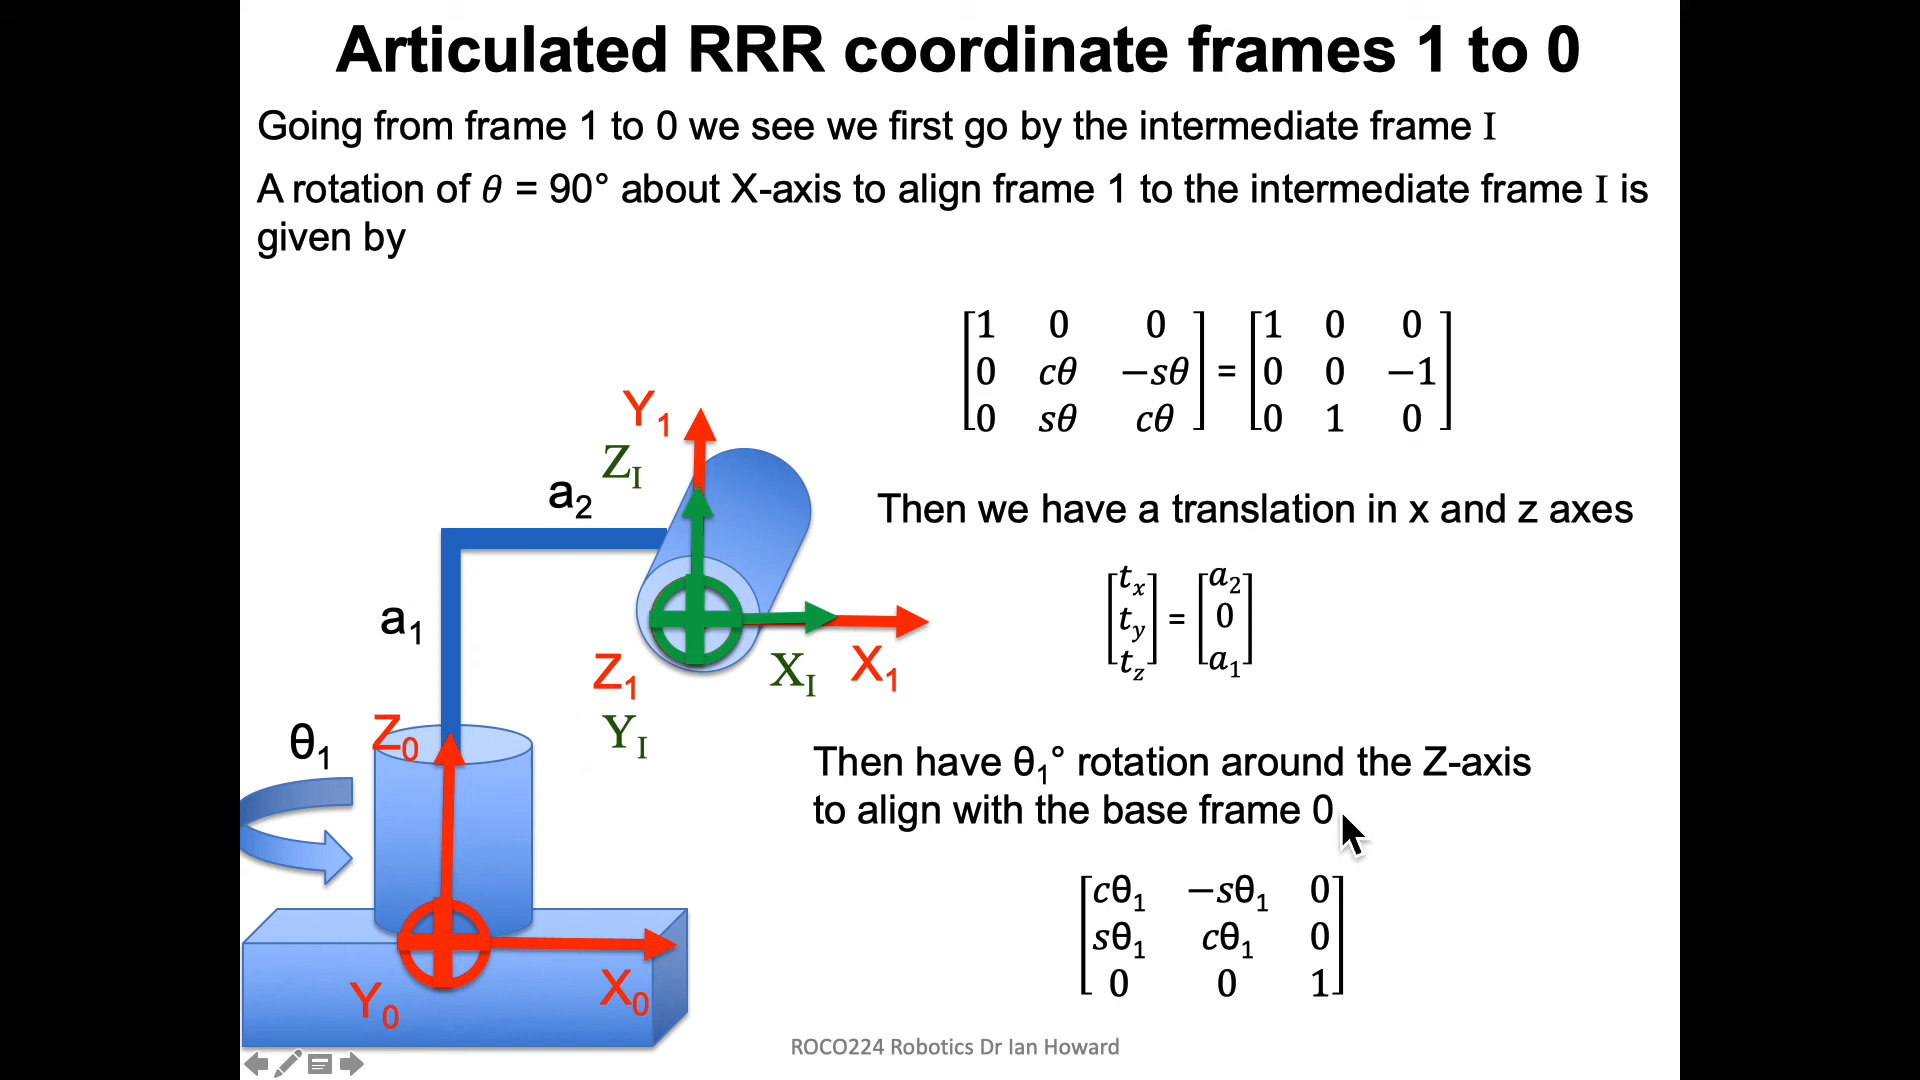 Articulated RRR coordinate frames 1 to 0
Going from frame 1 to 0 we see we first go by the intermediate frame I
A rotation of θ = 90° about X-axis to align frame 1 to the intermediate frame I is
given by
[1 0 0
0 cθ −sθ
0 sθ cθ] = [1 0 0
0 0 −1
0 1 0]
Then we have a translation in x and z axes
[tₓ
t_y
t_z] = [a₂
0
a₁]
Then have θ₁° rotation around the Z-axis
to align with the base frame 0
[cθ₁ −sθ₁ 0
sθ₁ cθ₁ 0
0 0 1]
Y₁
Z_I
a₂
a₁
Z₁
Y_I
X_I
X₁
θ₁
Z₀
Y₀
X₀
ROCO224 Robotics Dr Ian Howard